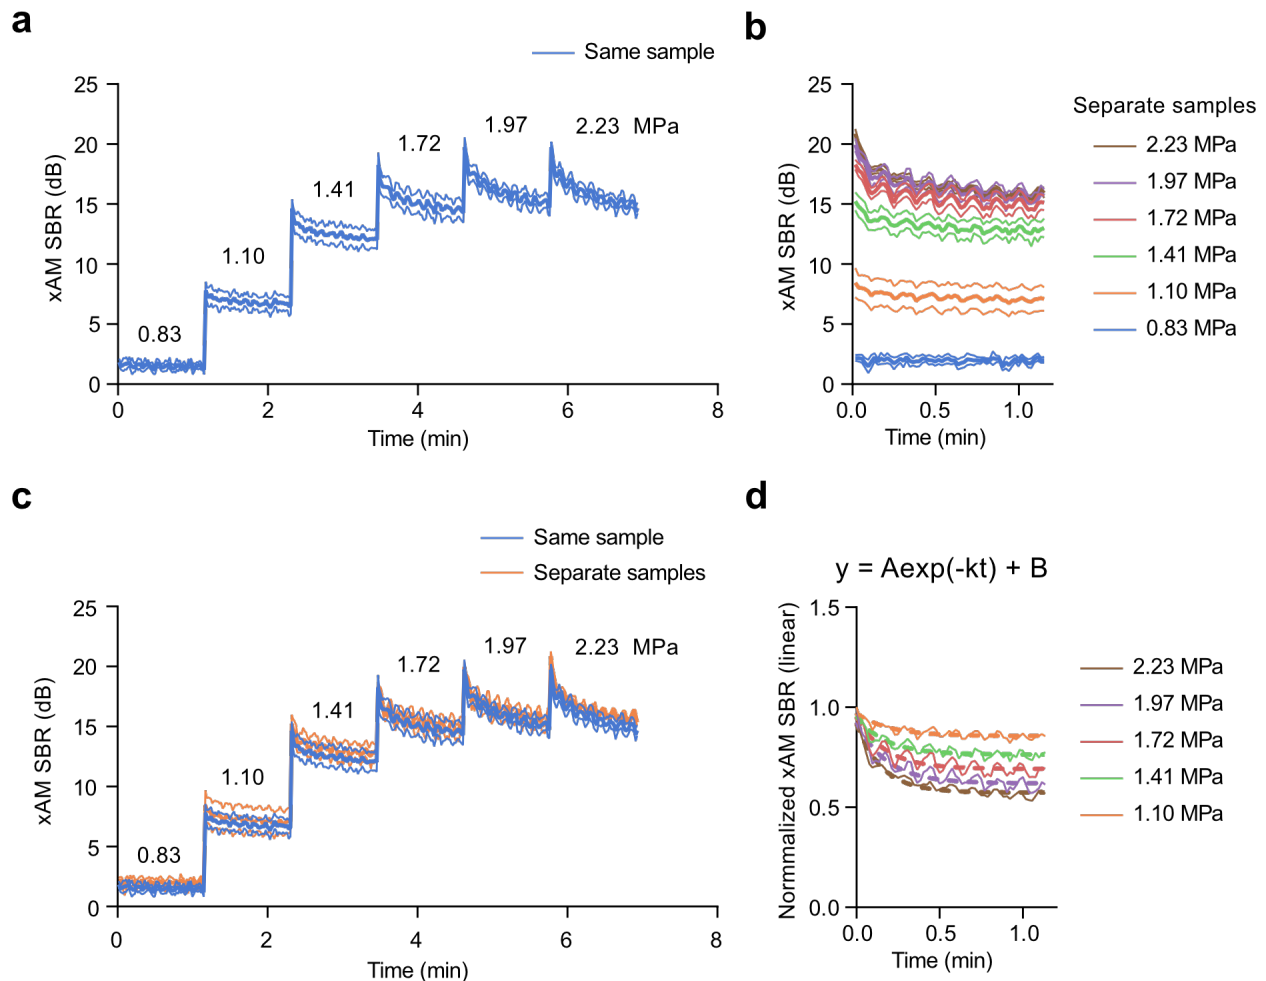 a
Same sample
25
20
15
10
5
0
xAM SBR (dB)
0.83
1.10
1.41
1.72
1.97
2.23 MPa
0 2 4 6 8
Time (min)
b
25
20
15
10
5
0
xAM SBR (dB)
0.0 0.5 1.0
Time (min)
Separate samples
2.23 MPa
1.97 MPa
1.72 MPa
1.41 MPa
1.10 MPa
0.83 MPa
c
Same sample
Separate samples
25
20
15
10
5
0
xAM SBR (dB)
0.83
1.10
1.41
1.72
1.97
2.23 MPa
0 2 4 6 8
Time (min)
d
y = Aexp(-kt) + B
1.5
1.0
0.5
0.0
Normmalized xAM SBR (linear)
0.0 0.5 1.0
Time (min)
2.23 MPa
1.97 MPa
1.72 MPa
1.41 MPa
1.10 MPa